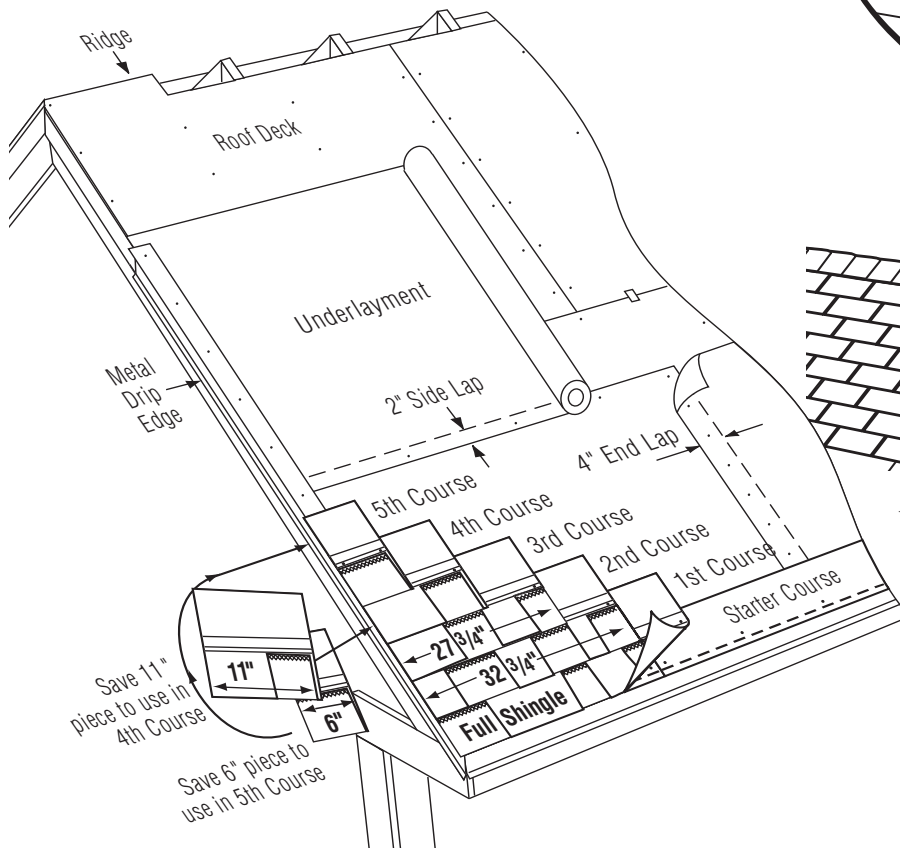 Ridge
Roof Deck
Underlayment
Metal
Drip
Edge
2" Side Lap
4" End Lap
5th Course
4th Course
3rd Course
2nd Course
1st Course
Starter Course
27 3/4"
32 3/4"
Full Shingle
11"
6"
Save 11"
piece to use in
4th Course
Save 6" piece to
use in 5th Course